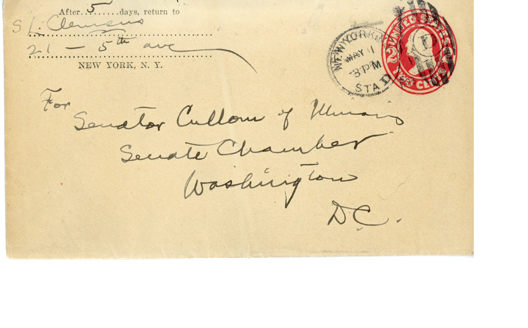 After 5 days, return to
S L. Clemens
21 - 5th ave
NEW YORK, N. Y.
NEW YORK
MAY 1
3 PM
STA D
For
Senator Cullom of Illinois
Senate Chamber
Washington
D.C.